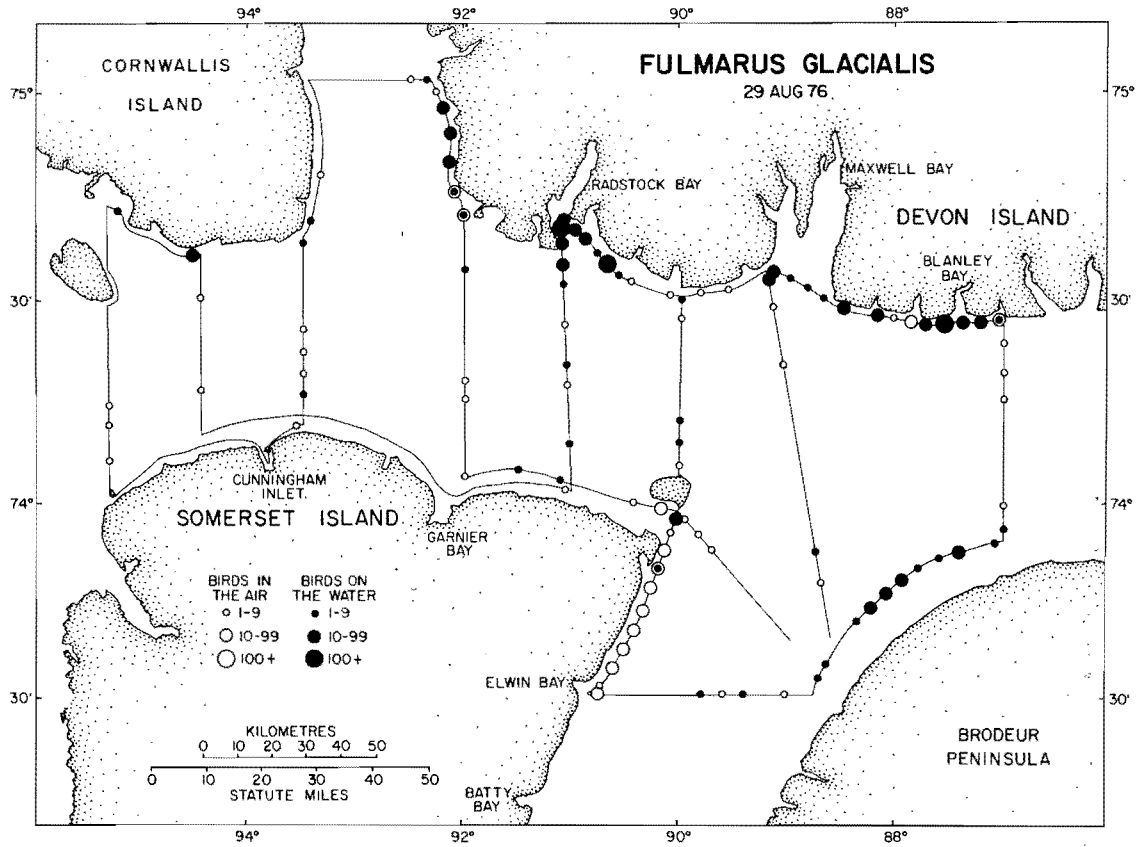 94°
92°
90°
88°
CORNWALLIS
ISLAND
FULMARUS GLACIALIS
29 AUG 76
75°
75°
RADSTOCK BAY
MAXWELL BAY
DEVON ISLAND
BLANLEY
BAY
30'
30'
CUNNINGHAM
INLET.
SOMERSET ISLAND
GARNIER
BAY
74°
74°
BIRDS IN
THE AIR
BIRDS ON
THE WATER
1-9
1-9
10-99
10-99
100+
100+
ELWIN BAY
30'
30'
KILOMETRES
0 10 20 30 40 50
0 10 20 30 40 50
STATUTE MILES
BATTY
BAY
BRODEUR
PENINSULA
94°
92°
90°
88°